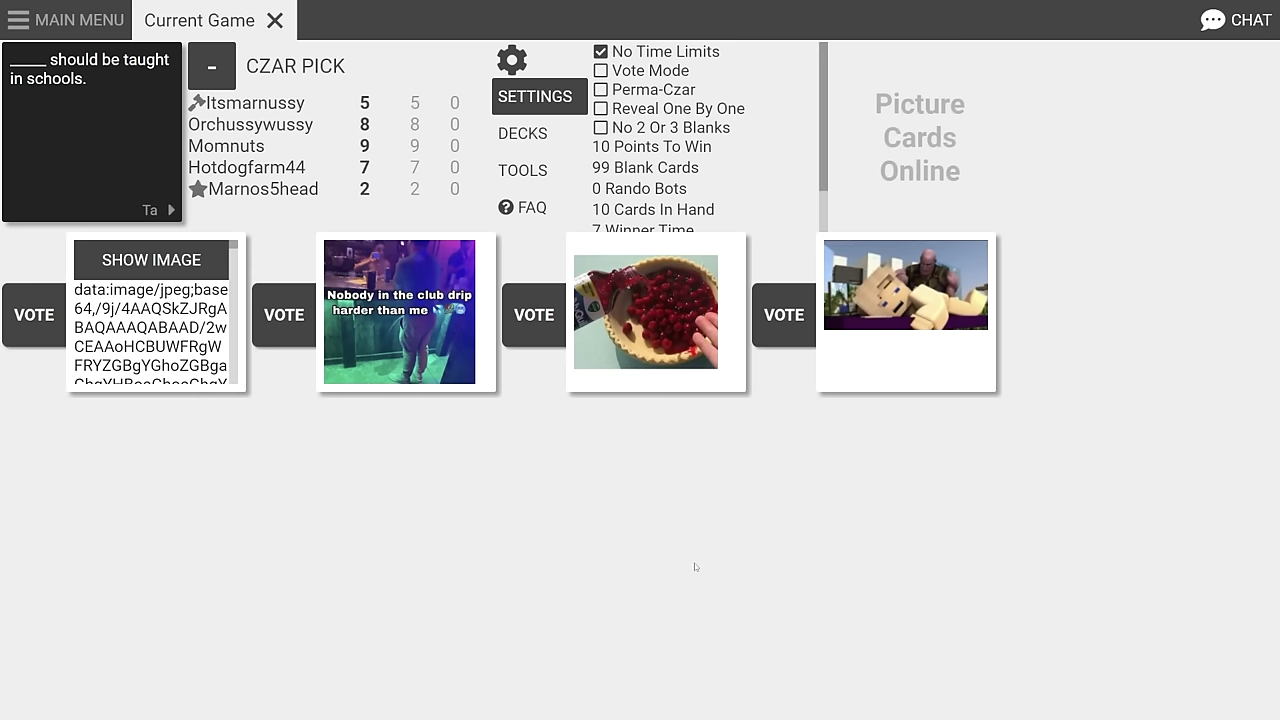 MAIN MENU
Current Game
CHAT
_____ should be taught
in schools.
Ta
-
CZAR PICK
Itsmarnussy 5 5 0
Orchussywussy 8 8 0
Momnuts 9 9 0
Hotdogfarm44 7 7 0
Marnos5head 2 2 0
SETTINGS
DECKS
TOOLS
FAQ
No Time Limits
Vote Mode
Perma-Czar
Reveal One By One
No 2 Or 3 Blanks
10 Points To Win
99 Blank Cards
0 Rando Bots
10 Cards In Hand
7 Winner Time
Picture
Cards
Online
VOTE
SHOW IMAGE
data:image/jpeg;base
64,/9j/4AAQSkZJRgA
BAQAAAQABAAD/2w
CEAAoHCBUWFRgW
FRYZGBgYGhoZGBga
VOTE
Nobody in the club drip
harder than me
VOTE
VOTE